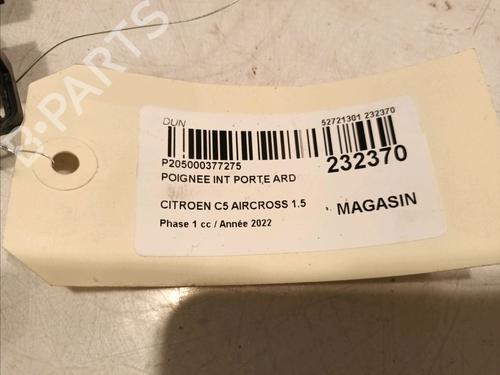 B-PARTS
DUN 52721301 232370
P205000377275 232370
POIGNEE INT PORTE ARD
CITROEN C5 AIRCROSS 1.5 MAGASIN
Phase 1 cc / Année 2022